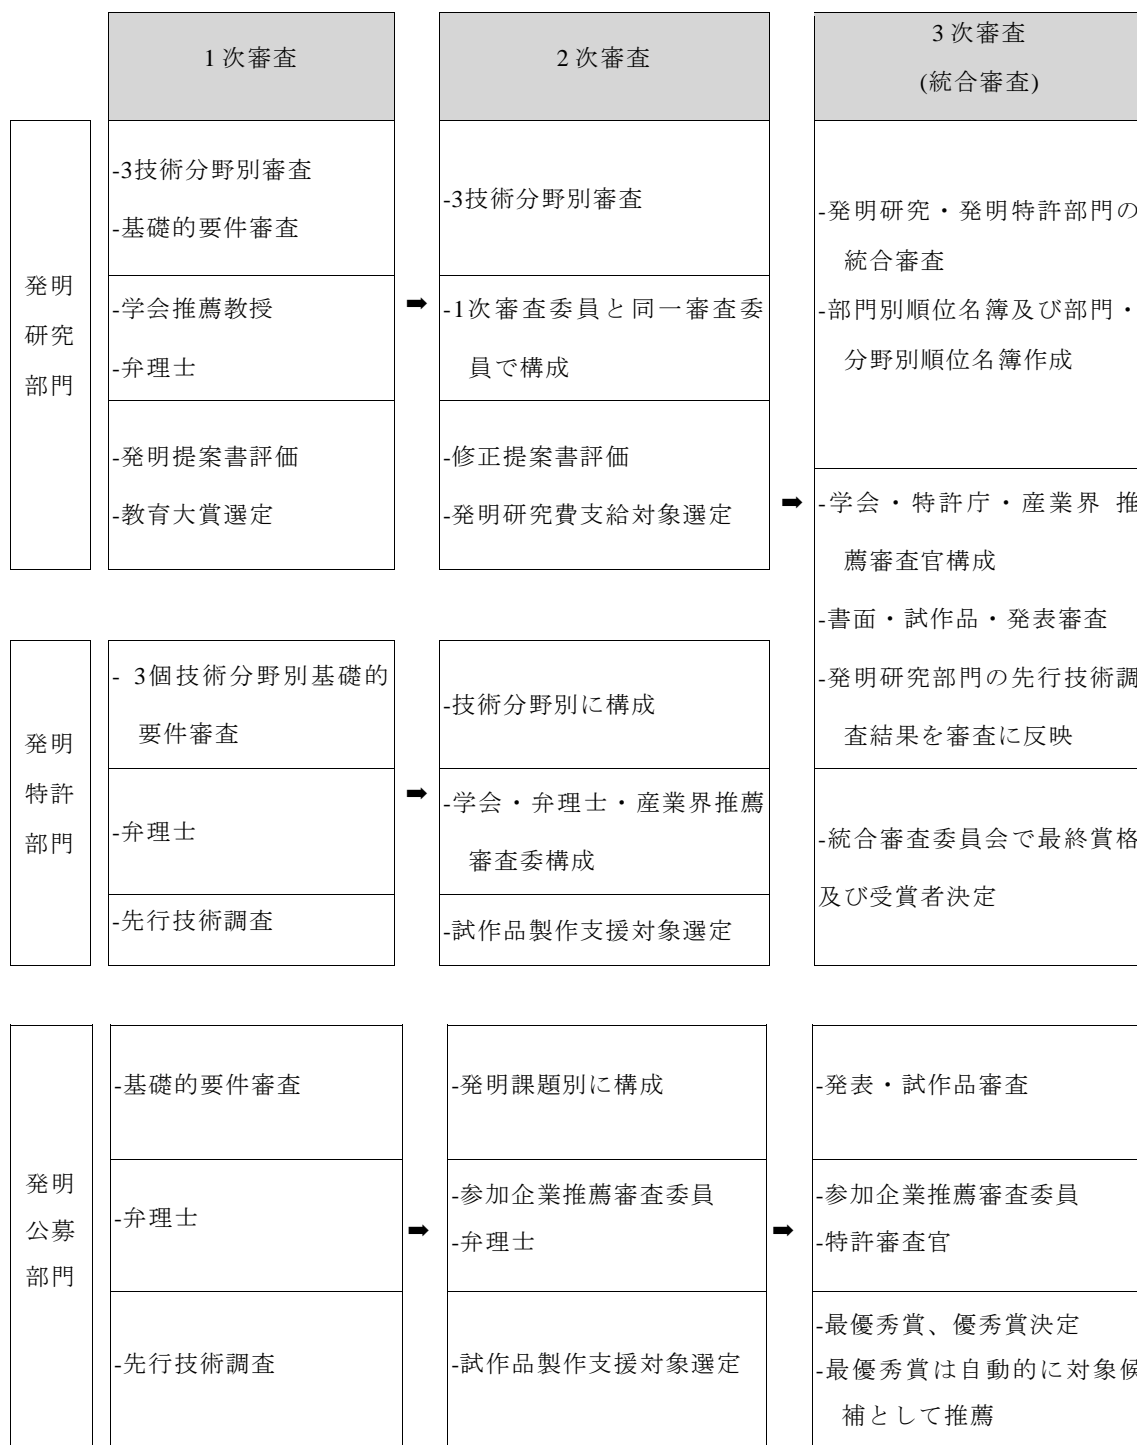 1次審査
2次審査
3次審査
(統合審査)
発明
研究
部門
-3技術分野別審査
-基礎的要件審査
-学会推薦教授
-弁理士
-発明提案書評価
-教育大賞選定
➡
-3技術分野別審査
-1次審査委員と同一審査委
員で構成
-修正提案書評価
-発明研究費支給対象選定
➡
-発明研究・発明特許部門の
統合審査
-部門別順位名簿及び部門・
分野別順位名簿作成
-学会・特許庁・産業界 推
薦審査官構成
-書面・試作品・発表審査
-発明研究部門の先行技術調
査結果を審査に反映
-統合審査委員会で最終賞格
及び受賞者決定
発明
特許
部門
- 3個技術分野別基礎的
要件審査
-弁理士
-先行技術調査
➡
-技術分野別に構成
-学会・弁理士・産業界推薦
審査委構成
-試作品製作支援対象選定
発明
公募
部門
-基礎的要件審査
-弁理士
-先行技術調査
➡
-発明課題別に構成
-参加企業推薦審査委員
-弁理士
-試作品製作支援対象選定
➡
-発表・試作品審査
-参加企業推薦審査委員
-特許審査官
-最優秀賞、優秀賞決定
-最優秀賞は自動的に対象候
補として推薦